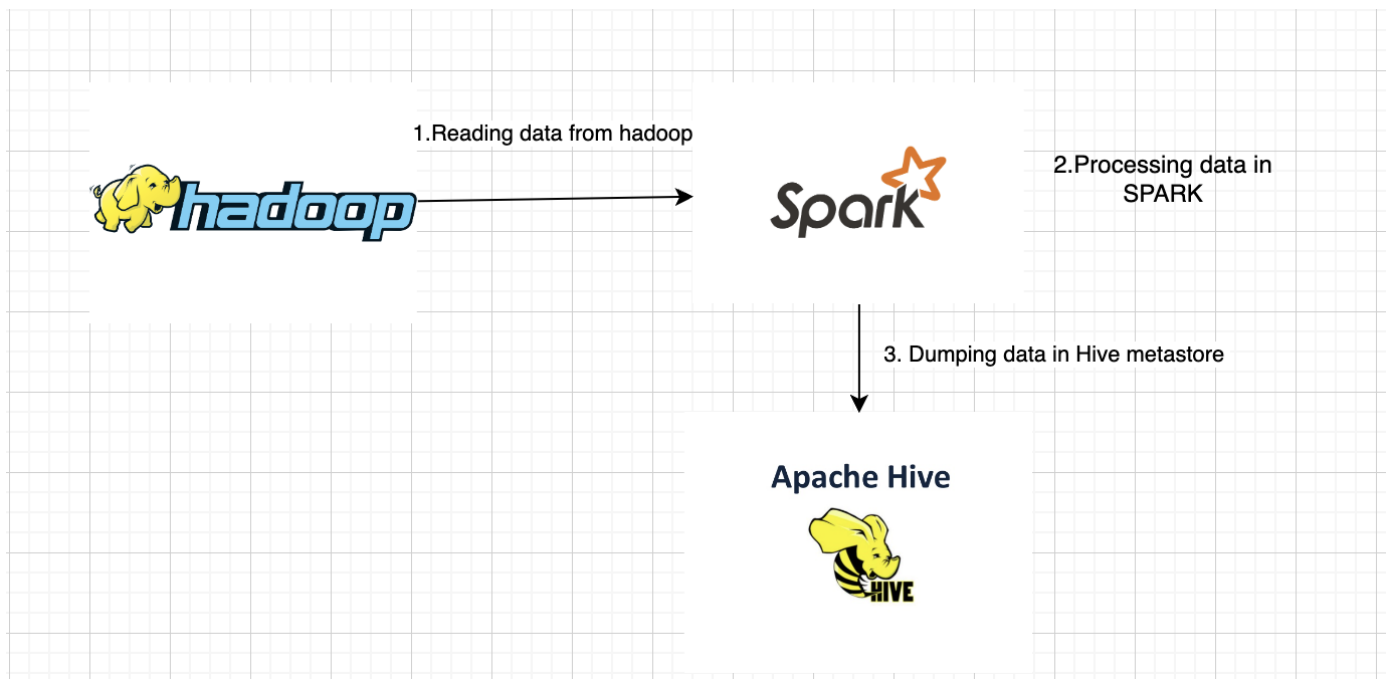 1.Reading data from hadoop
hadoop
Spark
2.Processing data in
SPARK
3. Dumping data in Hive metastore
Apache Hive
HIVE